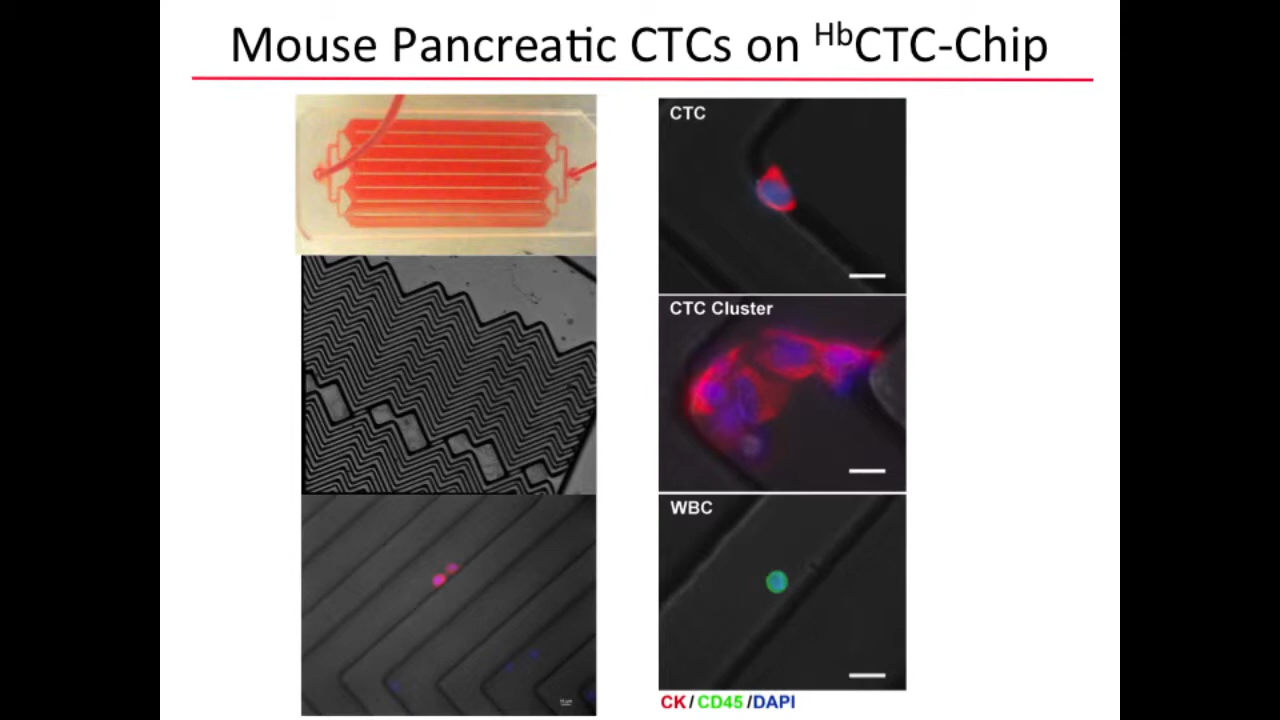 Mouse Pancreatic CTCs on HbCTC-Chip
CTC
CTC Cluster
WBC
CK / CD45 /DAPI